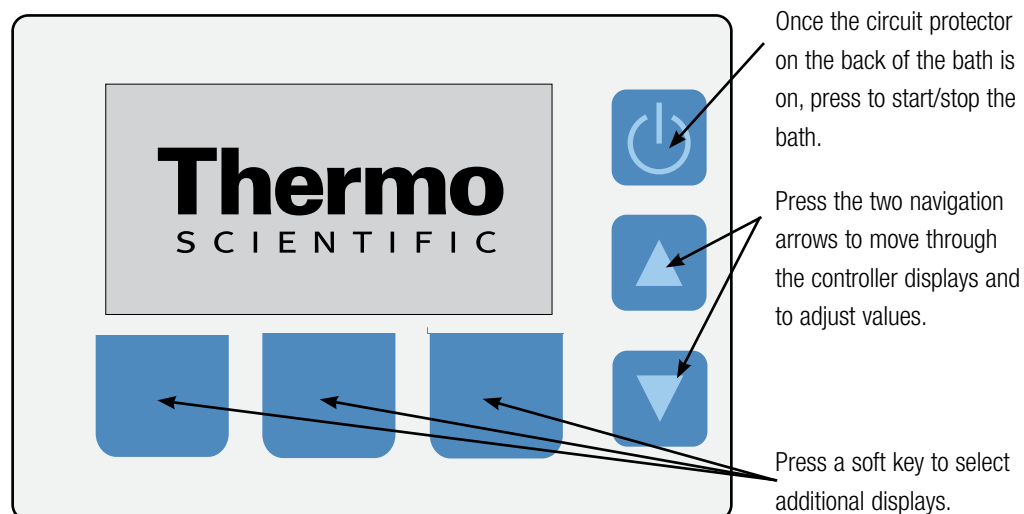 Thermo
SCIENTIFIC
Once the circuit protector
on the back of the bath is
on, press to start/stop the
bath.
Press the two navigation
arrows to move through
the controller displays and
to adjust values.
Press a soft key to select
additional displays.